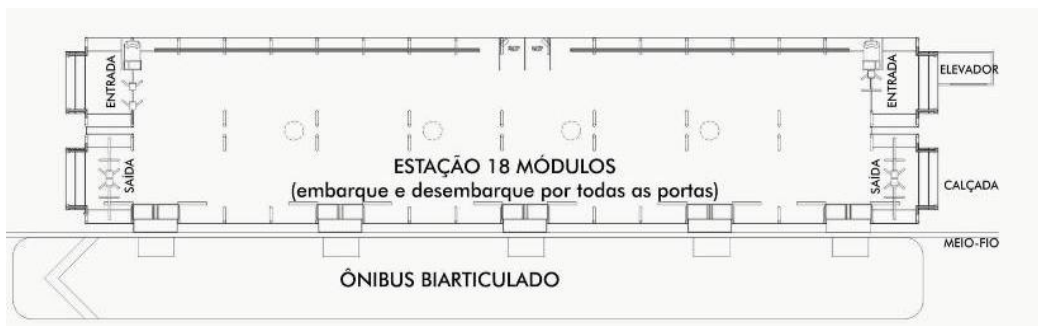 ENTRADA
ENTRADA
ELEVADOR
ESTAÇÃO 18 MÓDULOS
(embarque e desembarque por todas as portas)
SAÍDA
SAÍDA
CALÇADA
MEIO-FIO
ÔNIBUS BIARTICULADO